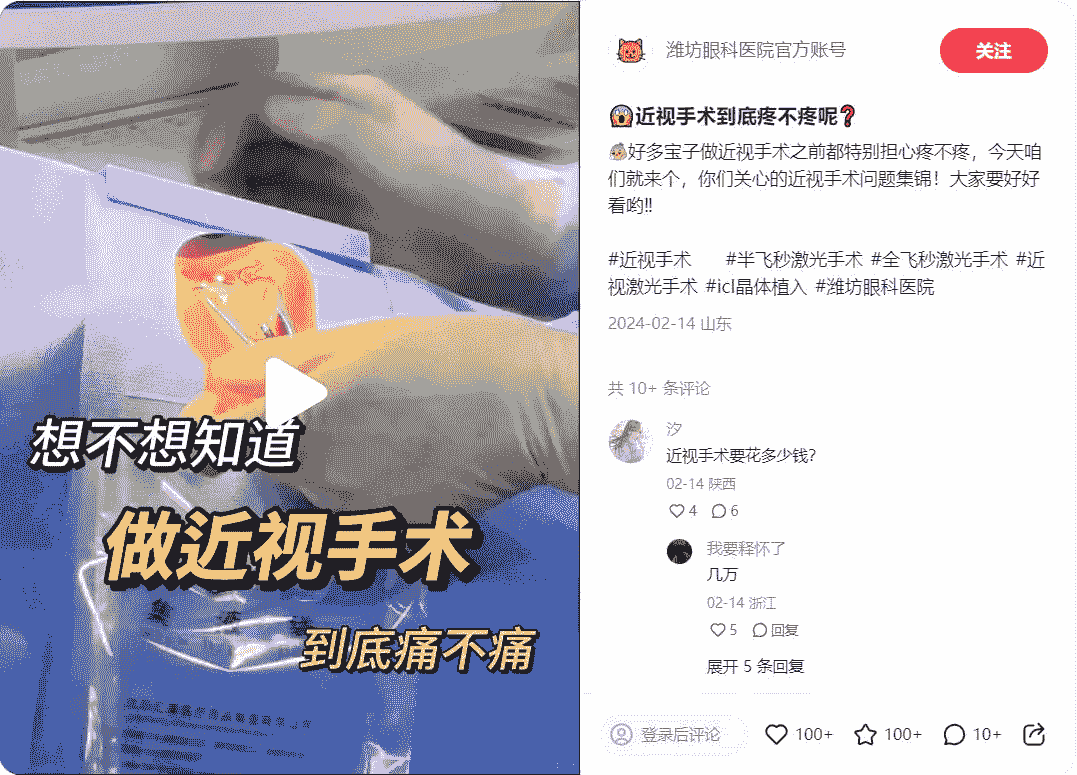 想不想知道
做近视手术
到底痛不痛
潍坊眼科医院官方账号
关注
😱近视手术到底疼不疼呢❓
好多宝子做近视手术之前都特别担心疼不疼，今天咱
们就来个，你们关心的近视手术问题集锦！大家要好好
看哟‼
#近视手术 #半飞秒激光手术 #全飞秒激光手术 #近
视激光手术 #icl晶体植入 #潍坊眼科医院
2024-02-14 山东
共 10+ 条评论
汐
近视手术要花多少钱?
02-14 陕西
4 6
我要释怀了
几万
02-14 浙江
5 回复
展开 5 条回复
登录后评论 100+ 100+ 10+